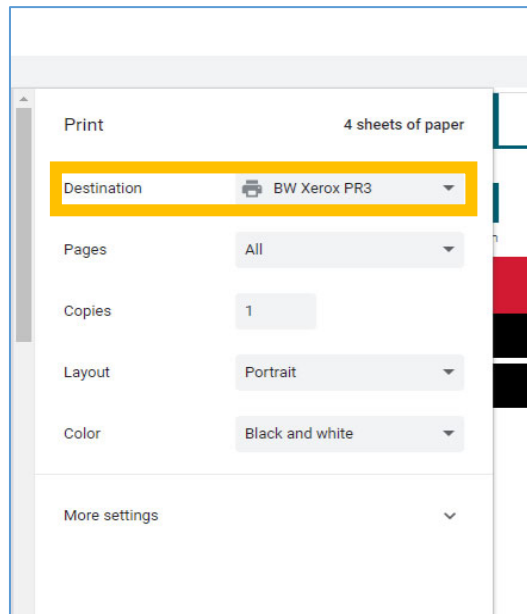 Print 4 sheets of paper
Destination BW Xerox PR3
Pages All
Copies 1
Layout Portrait
Color Black and white
More settings